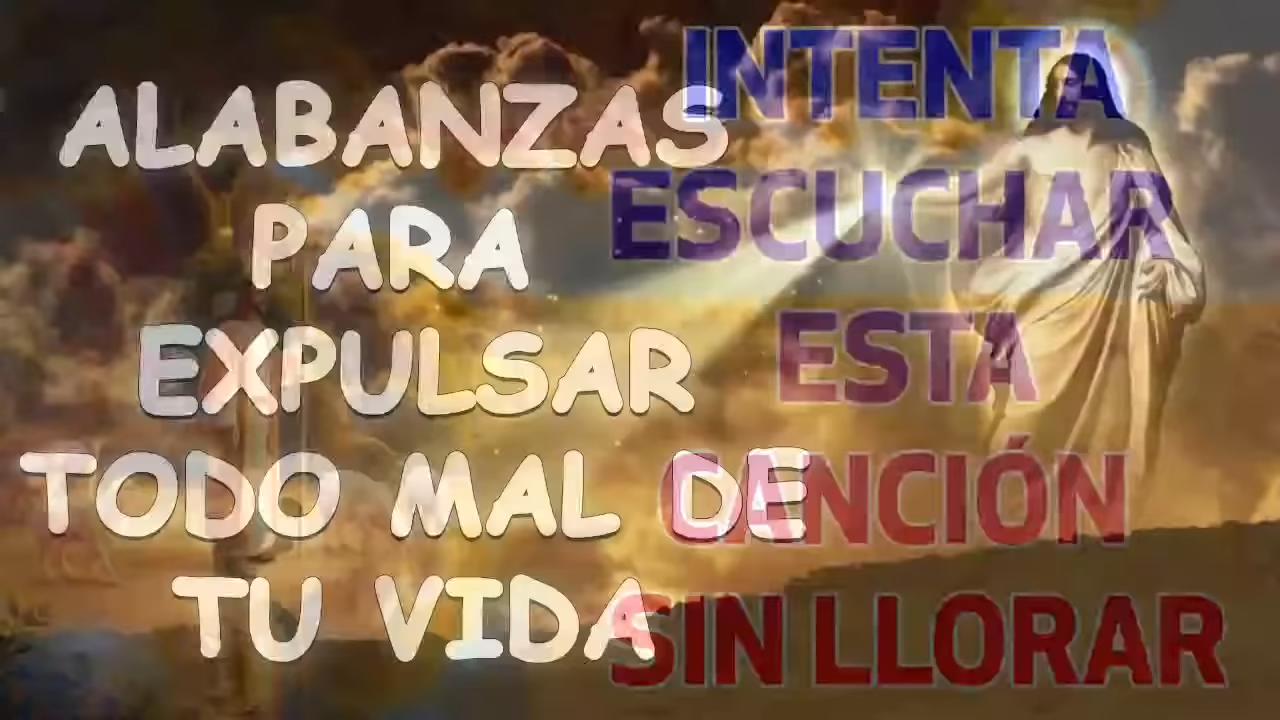 ALABANZAS
PARA
EXPULSAR
TODO MAL DE
TU VIDA
INTENTA
ESCUCHAR
ESTA
CANCIÓN
SIN LLORAR